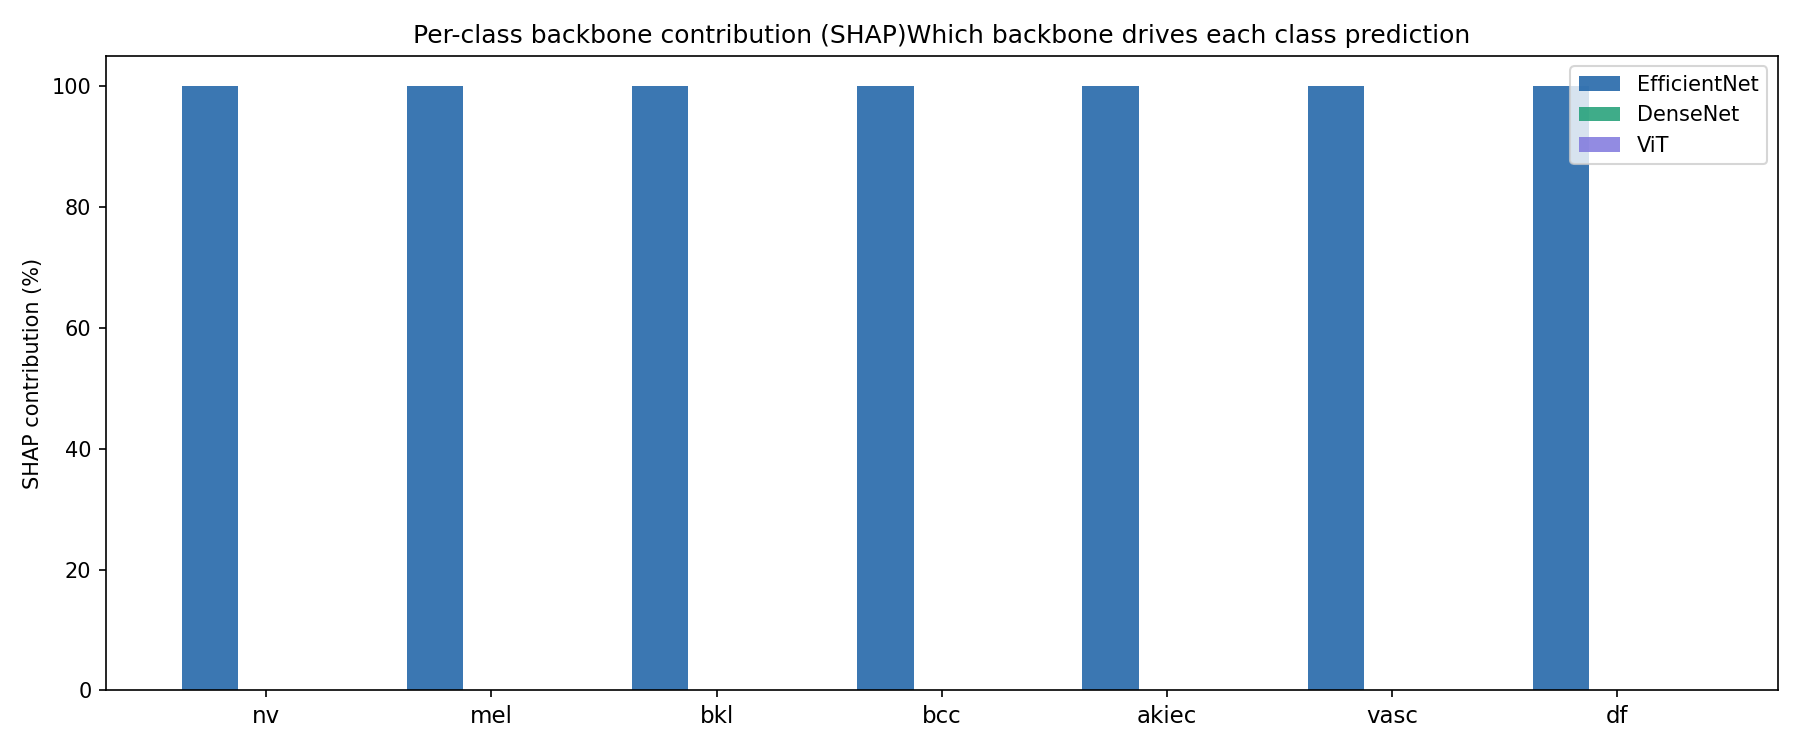 Per-class backbone contribution (SHAP)Which backbone drives each class prediction
EfficientNet
DenseNet
ViT
SHAP contribution (%)
100
80
60
40
20
0
nv mel bkl bcc akiec vasc df